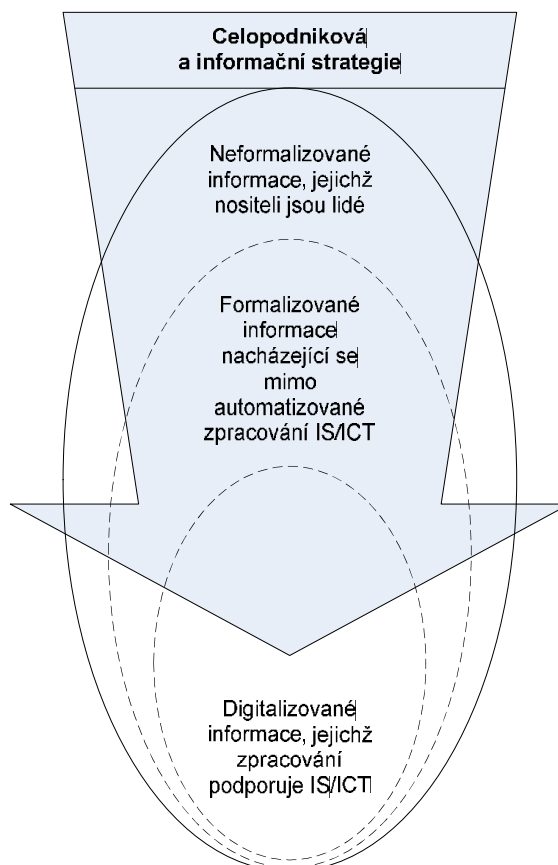 Celopodniková
a informační strategie
Neformalizované
informace, jejichž
nositeli jsou lidé
Formalizované
informace
nacházející se
mimo
automatizované
zpracování IS/ICT
Digitalizované
informace, jejichž
zpracování
podporuje IS/ICT